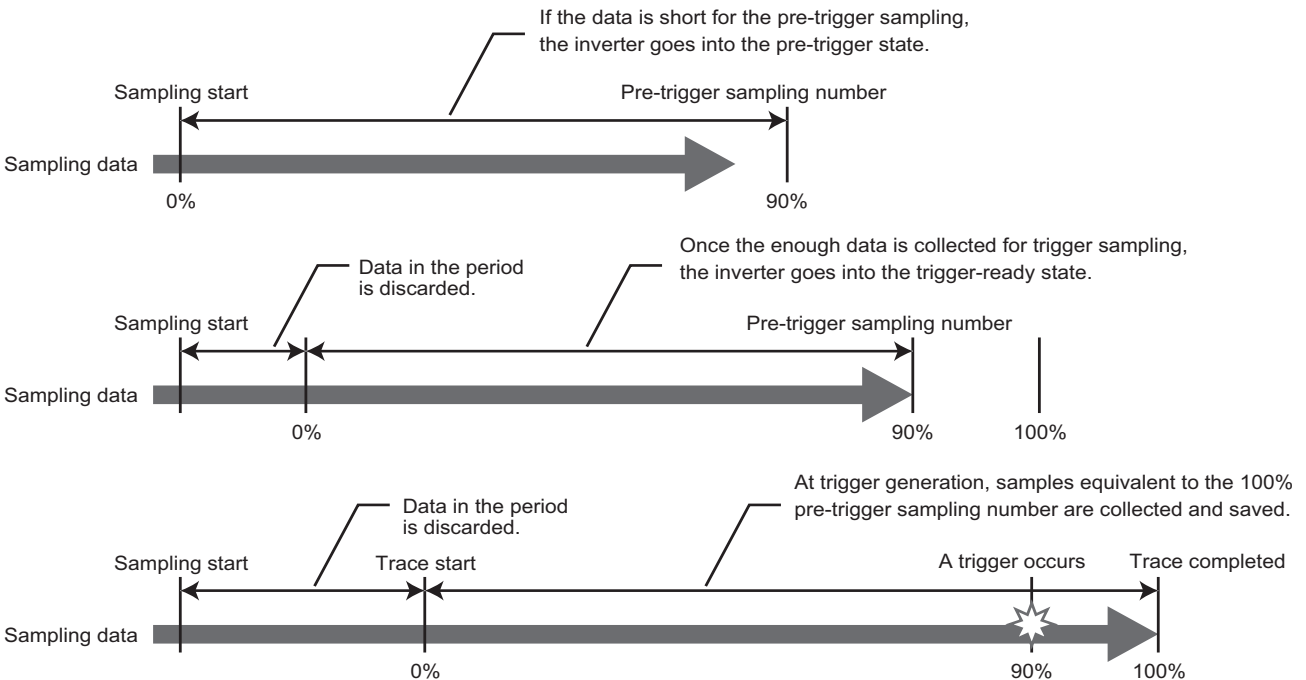 If the data is short for the pre-trigger sampling,
the inverter goes into the pre-trigger state.
Sampling start
Pre-trigger sampling number
Sampling data
0%
90%
Once the enough data is collected for trigger sampling,
the inverter goes into the trigger-ready state.
Data in the period
is discarded.
Sampling start
Pre-trigger sampling number
Sampling data
0%
90%
100%
At trigger generation, samples equivalent to the 100%
pre-trigger sampling number are collected and saved.
Data in the period
is discarded.
Sampling start
Trace start
A trigger occurs
Trace completed
Sampling data
0%
90%
100%